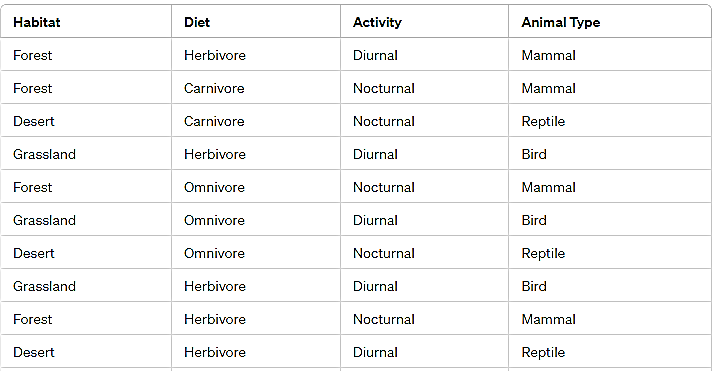 Habitat Diet Activity Animal Type
Forest Herbivore Diurnal Mammal
Forest Carnivore Nocturnal Mammal
Desert Carnivore Nocturnal Reptile
Grassland Herbivore Diurnal Bird
Forest Omnivore Nocturnal Mammal
Grassland Omnivore Diurnal Bird
Desert Omnivore Nocturnal Reptile
Grassland Herbivore Diurnal Bird
Forest Herbivore Nocturnal Mammal
Desert Herbivore Diurnal Reptile